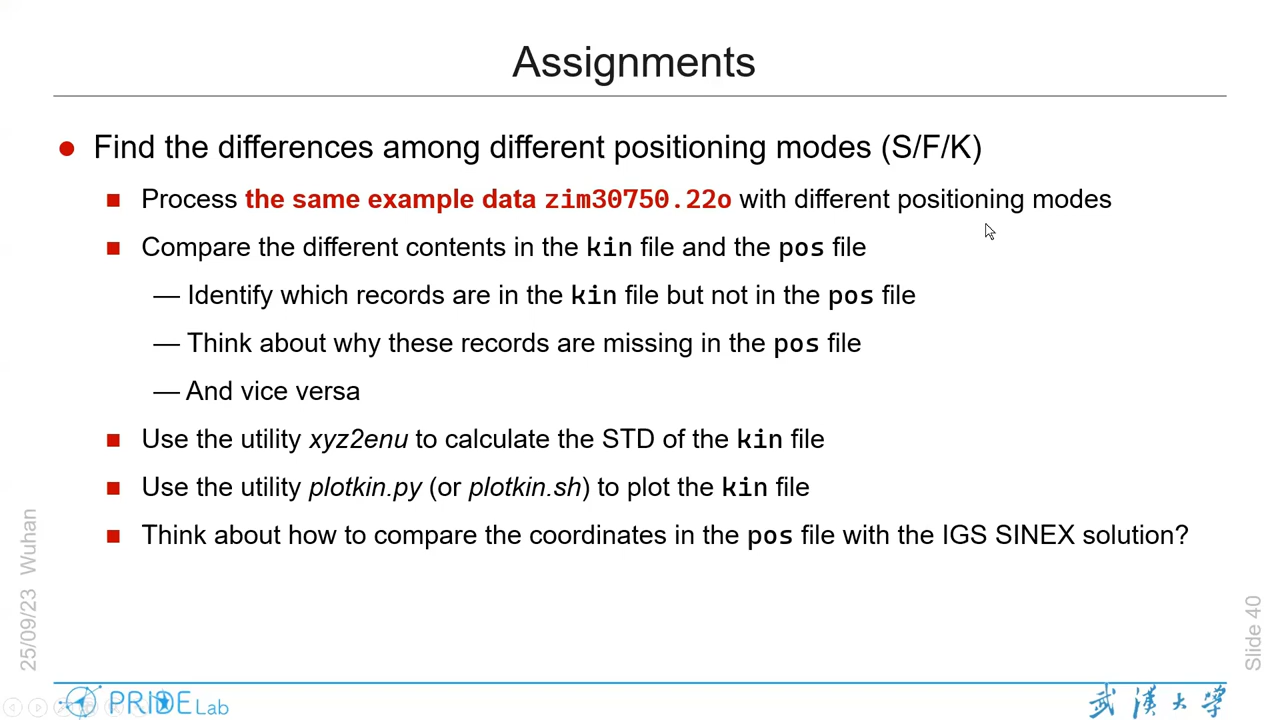 Assignments
● Find the differences among different positioning modes (S/F/K)
■ Process the same example data zim30750.22o with different positioning modes
■ Compare the different contents in the kin file and the pos file
— Identify which records are in the kin file but not in the pos file
— Think about why these records are missing in the pos file
— And vice versa
■ Use the utility xyz2enu to calculate the STD of the kin file
■ Use the utility plotkin.py (or plotkin.sh) to plot the kin file
■ Think about how to compare the coordinates in the pos file with the IGS SINEX solution?
25/09/23 Wuhan
Slide 40
PRIDE Lab
武漢大学